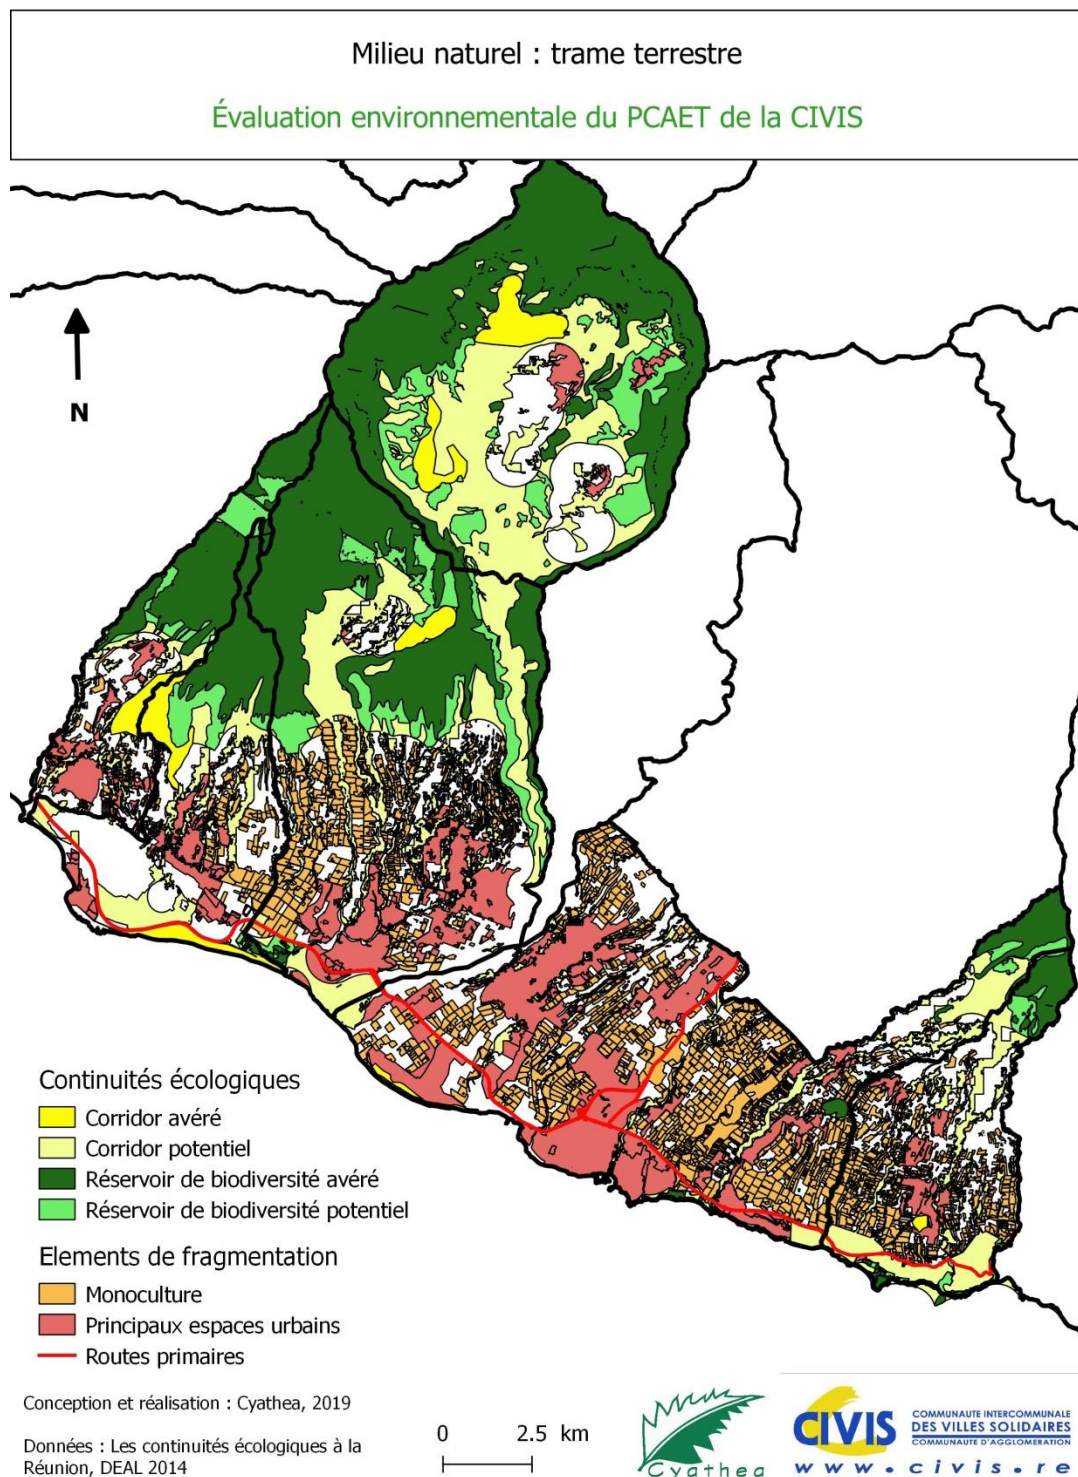 Milieu naturel : trame terrestre
Évaluation environnementale du PCAET de la CIVIS
N
Continuités écologiques
Corridor avéré
Corridor potentiel
Réservoir de biodiversité avéré
Réservoir de biodiversité potentiel
Elements de fragmentation
Monoculture
Principaux espaces urbains
Routes primaires
Conception et réalisation : Cyathea, 2019
Données : Les continuités écologiques à la
Réunion, DEAL 2014
0 2.5 km
Cyathea
CIVIS
COMMUNAUTE INTERCOMMUNALE
DES VILLES SOLIDAIRES
COMMUNAUTE D'AGGLOMERATION
www.civis.re